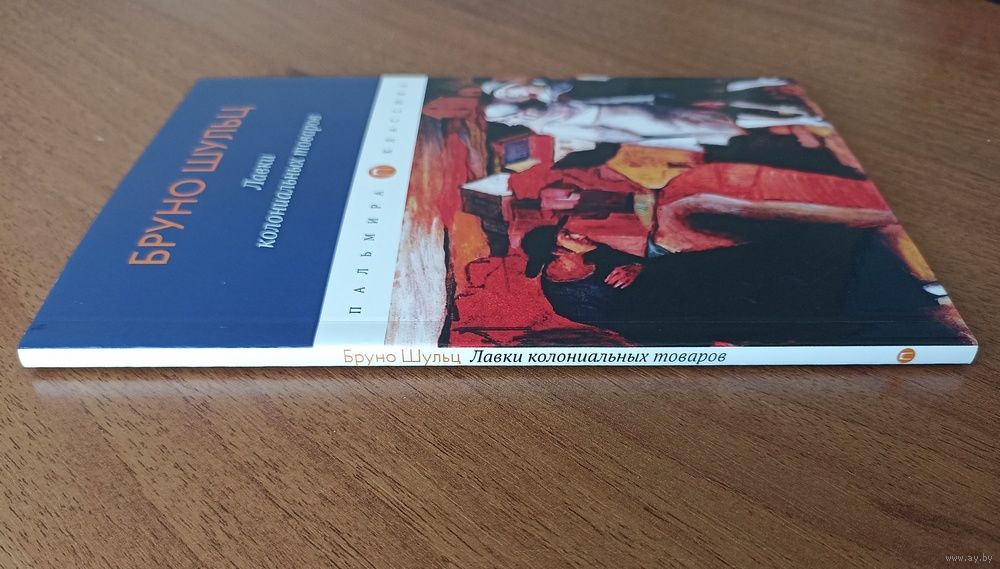 БРУНО ШУЛЬЦ
Лавки
колониальных товаров
ПАЛЬМИРА П КЛАССИКА
Бруно Шульц Лавки колониальных товаров П
www.ay.by